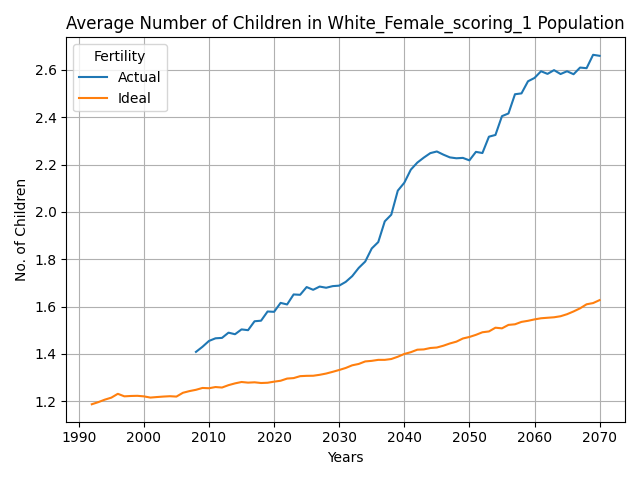 Average Number of Children in White_Female_scoring_1 Population
Fertility
Actual
Ideal
No. of Children
2.6
2.4
2.2
2.0
1.8
1.6
1.4
1.2
1990 2000 2010 2020 2030 2040 2050 2060 2070
Years